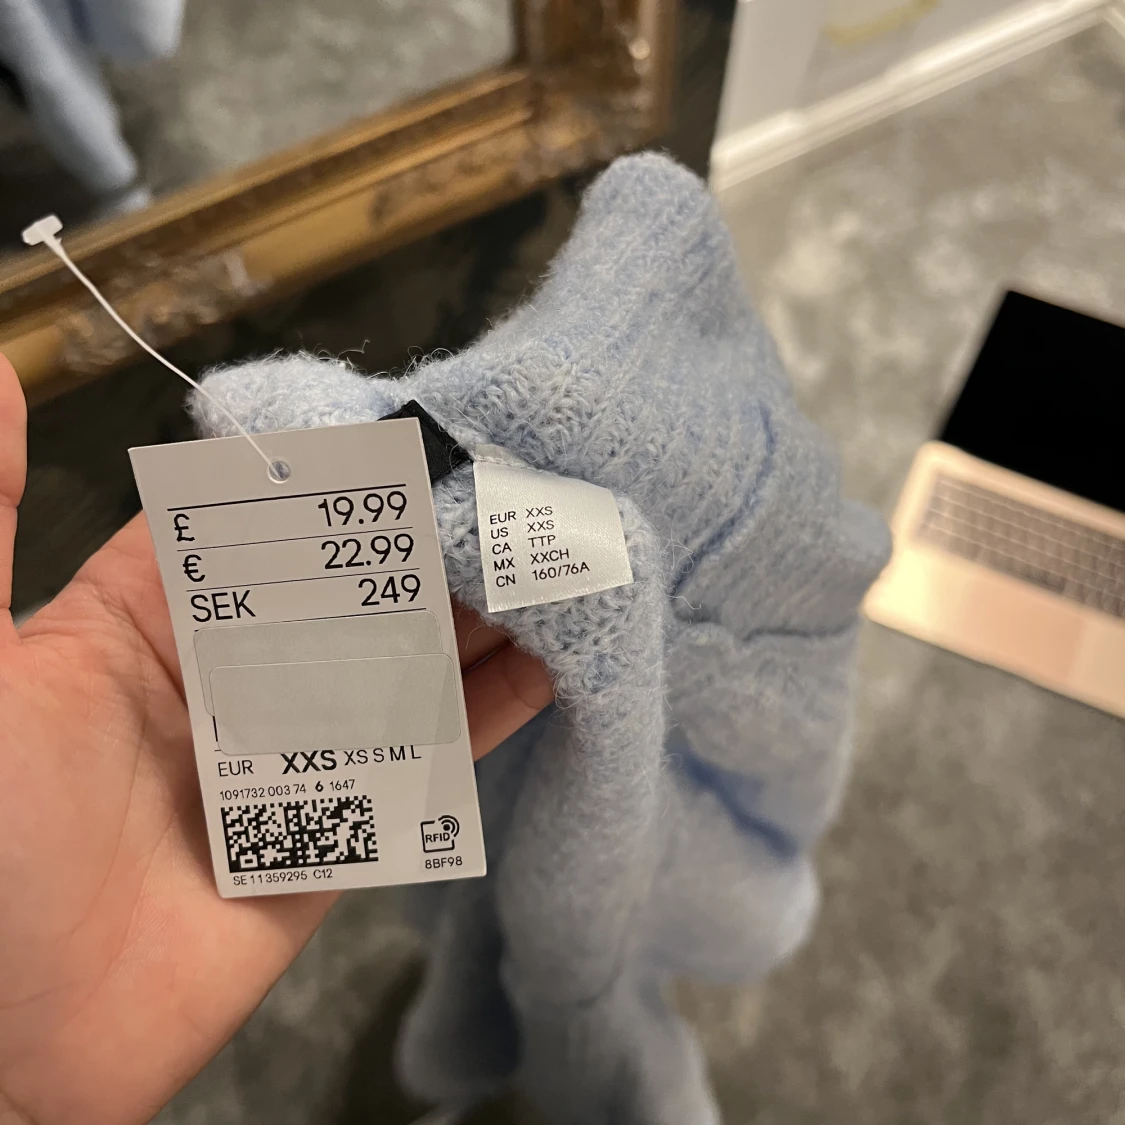 £ 19.99
€ 22.99
SEK 249
EUR XXS XS S M L
1091732 003 74 6 1647
RFID
8BF98
SE 11359295 C12
EUR XXS
US XXS
CA TTP
MX XXCH
CN 160/76A